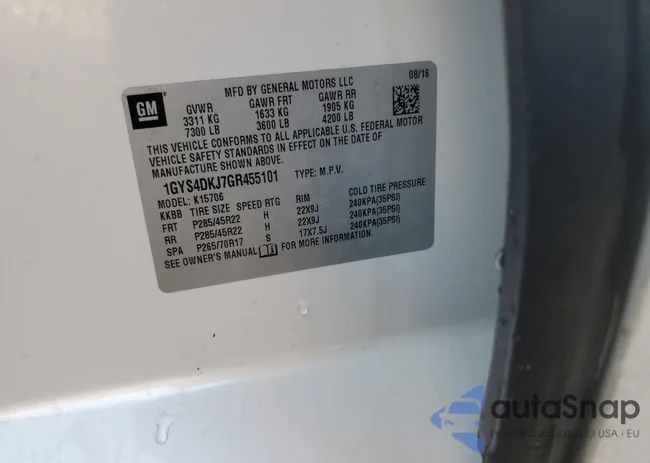 MFD BY GENERAL MOTORS LLC 08/16
GM
GVWR GAWR FRT GAWR RR
3311 KG 1633 KG 1905 KG
7300 LB 3600 LB 4200 LB
THIS VEHICLE CONFORMS TO ALL APPLICABLE U.S. FEDERAL MOTOR
VEHICLE SAFETY STANDARDS IN EFFECT ON THE DATE OF
MANUFACTURE SHOWN ABOVE.
1GYS4DKJ7GR455101 TYPE: M.P.V.
MODEL: K15706
KKBB TIRE SIZE SPEED RTG RIM COLD TIRE PRESSURE
FRT P285/45R22 H 22X9J 240KPA(35PSI)
RR P285/45R22 H 22X9J 240KPA(35PSI)
SPA P265/70R17 S 17X7.5J 240KPA(35PSI)
SEE OWNER'S MANUAL FOR MORE INFORMATION.
autoSnap
USA i EU